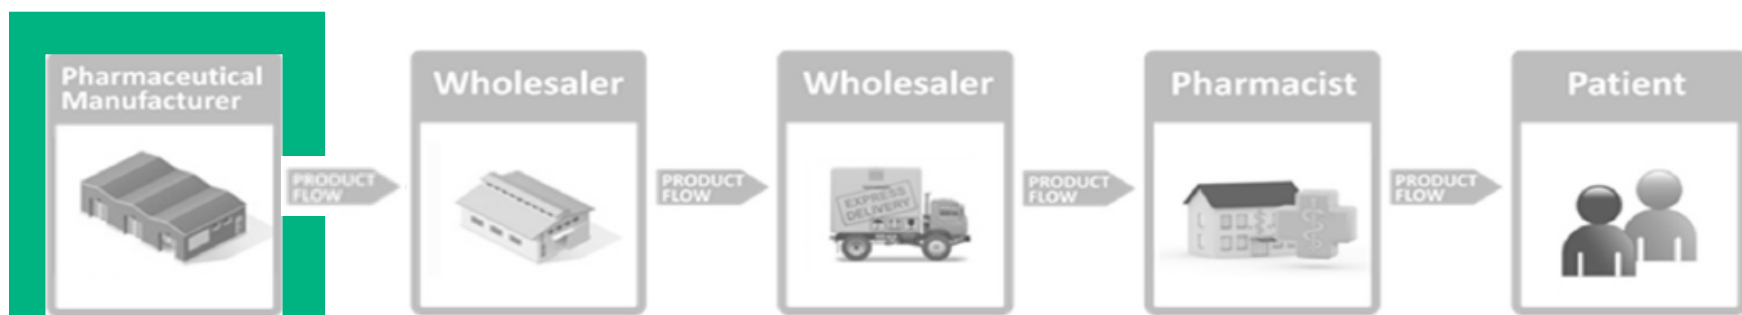 Pharmaceutical
Manufacturer
PRODUCT
FLOW
Wholesaler
PRODUCT
FLOW
Wholesaler
EXPRESS
DELIVERY
PRODUCT
FLOW
Pharmacist
PRODUCT
FLOW
Patient